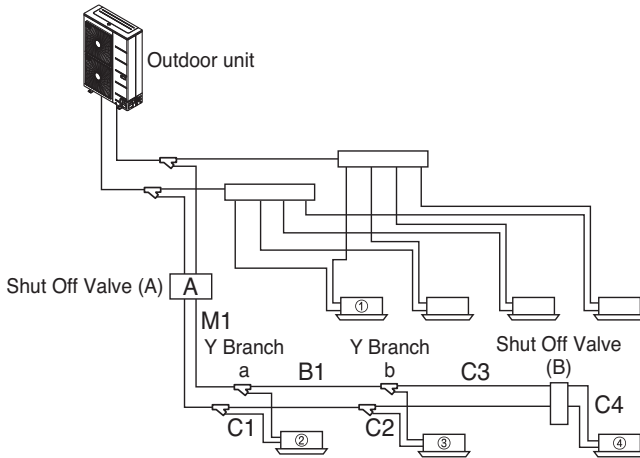 Outdoor unit
①
Shut Off Valve (A)
A
M1
Y Branch
a
B1
Y Branch
b
C3
Shut Off Valve
(B)
C4
C1
②
C2
③
④